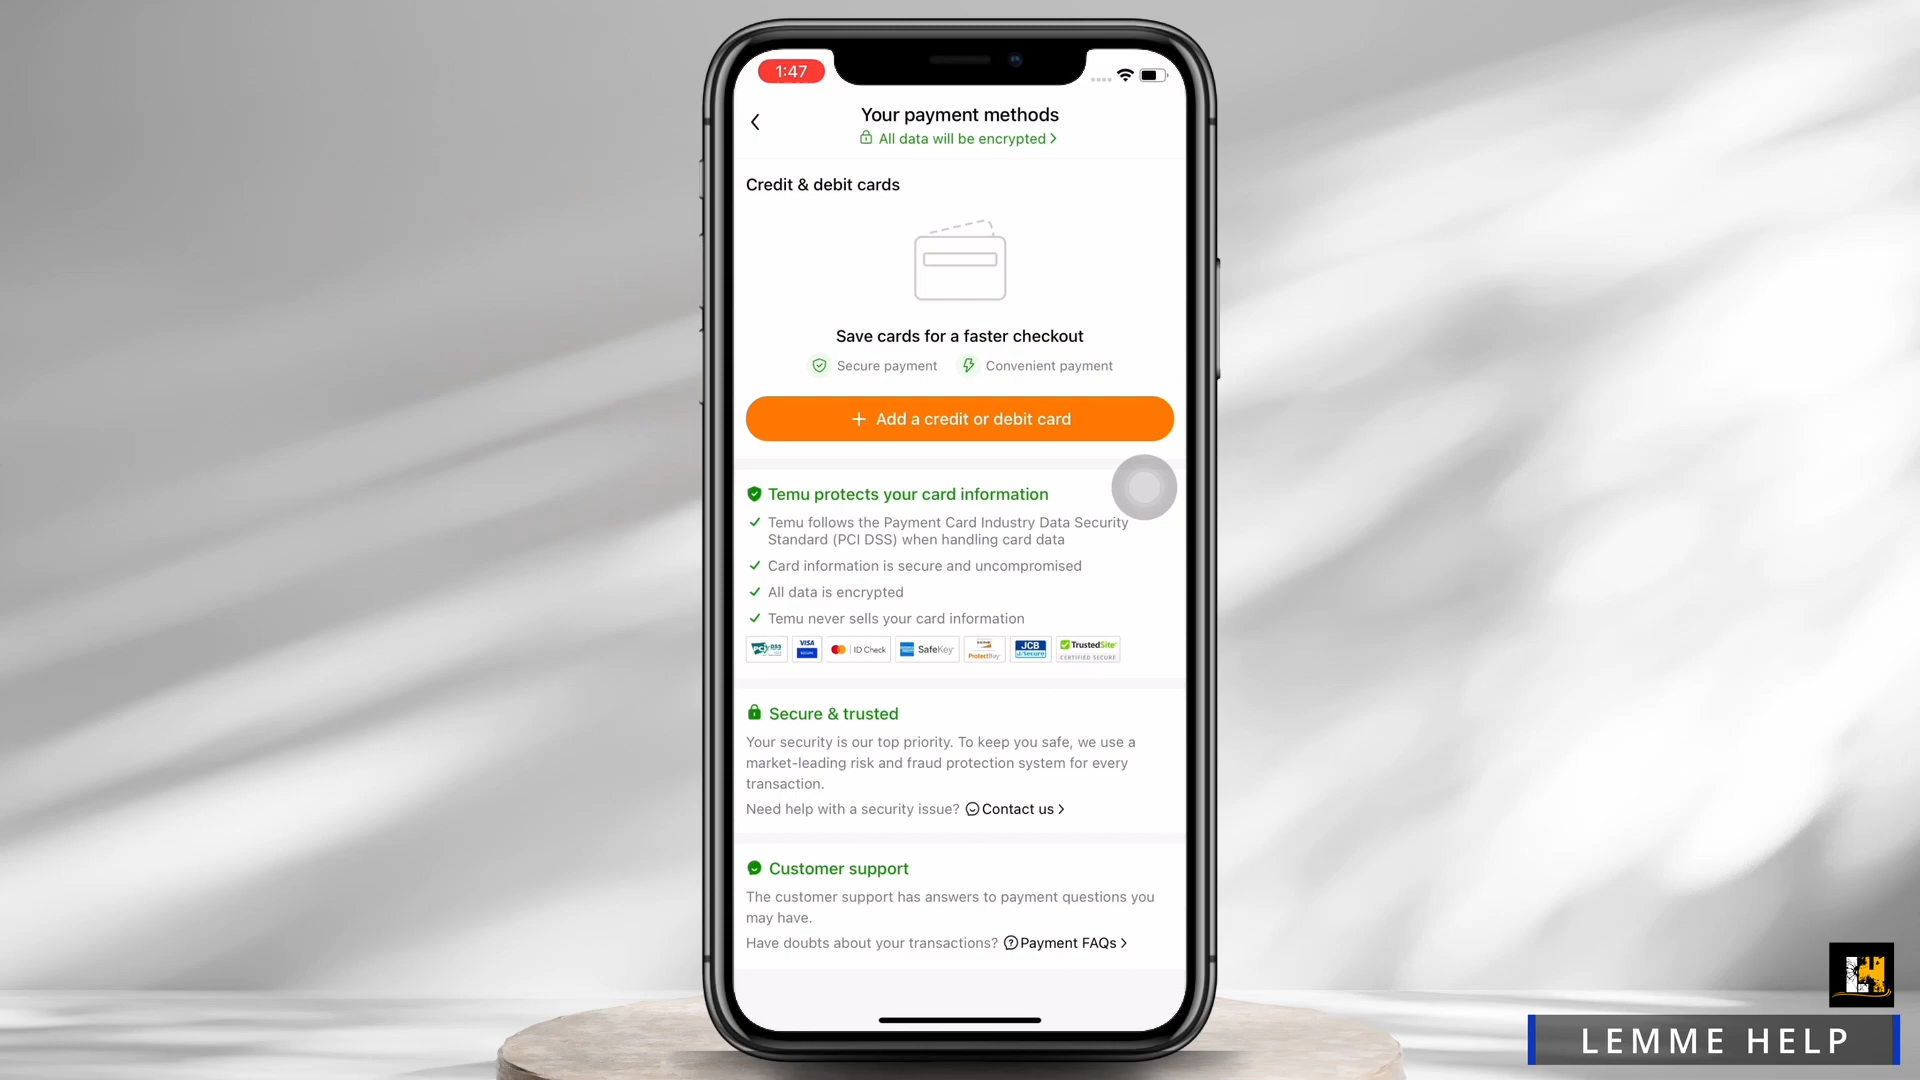 1:47
Your payment methods
All data will be encrypted >
Credit & debit cards
Save cards for a faster checkout
Secure payment Convenient payment
+ Add a credit or debit card
Temu protects your card information
Temu follows the Payment Card Industry Data Security
Standard (PCI DSS) when handling card data
Card information is secure and uncompromised
All data is encrypted
Temu never sells your card information
PCI DSS VISA SECURE ID Check SafeKey ProtectBuy JCB J/Secure TrustedSite CERTIFIED SECURE
Secure & trusted
Your security is our top priority. To keep you safe, we use a
market-leading risk and fraud protection system for every
transaction.
Need help with a security issue? Contact us >
Customer support
The customer support has answers to payment questions you
may have.
Have doubts about your transactions? Payment FAQs >
LEMME HELP